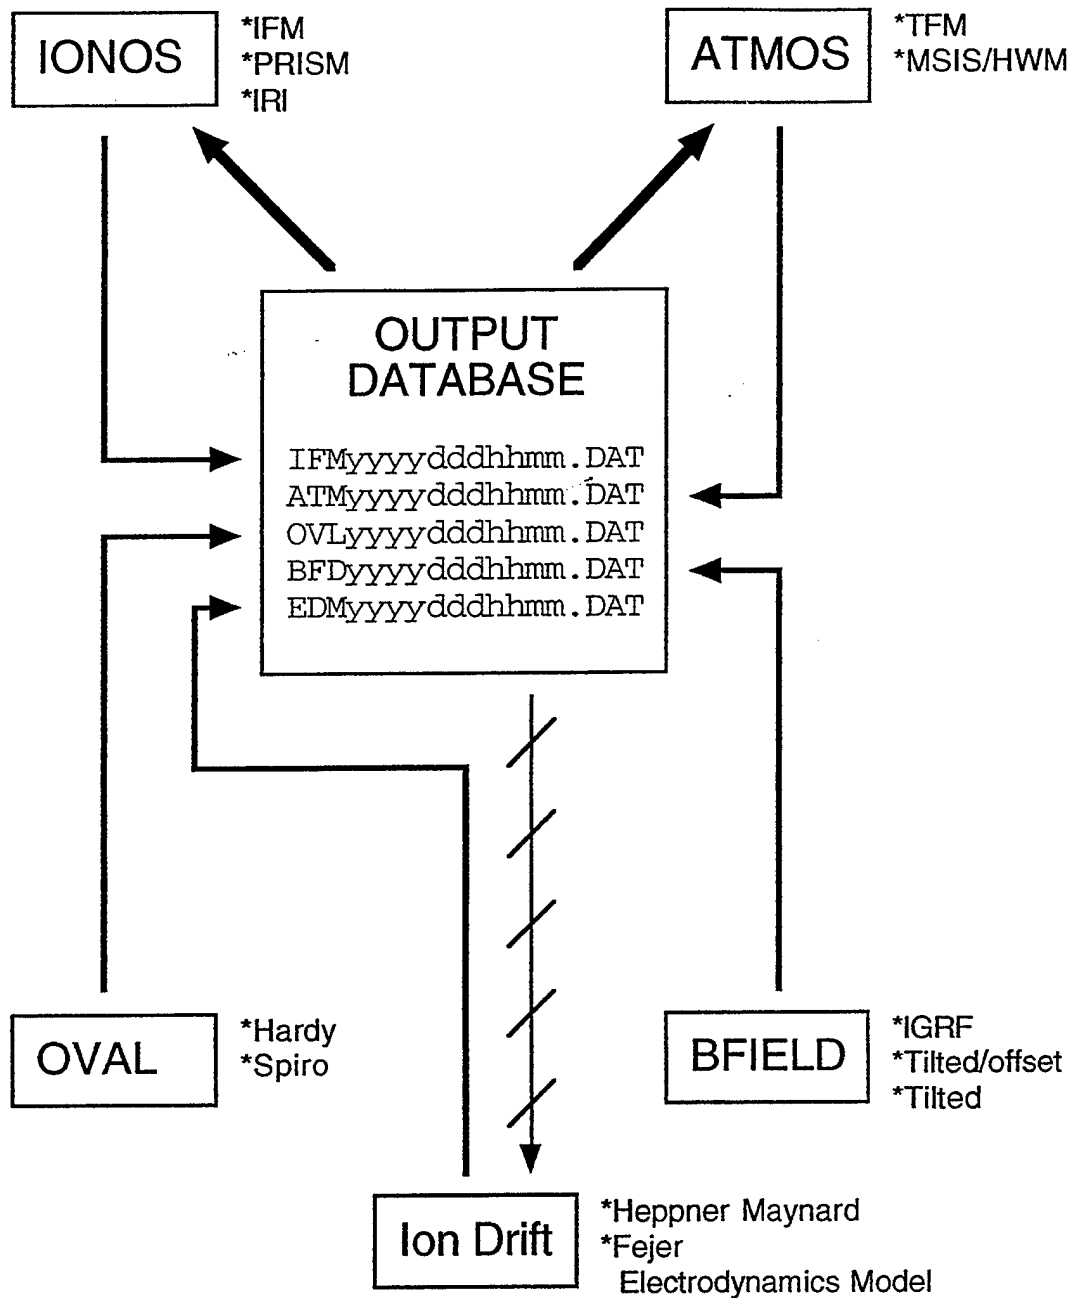 IONOS
*IFM
*PRISM
*IRI
ATMOS
*TFM
*MSIS/HWM
OUTPUT
DATABASE
IFMyyyydddhhmm.DAT
ATMyyyydddhhmm.DAT
OVLyyyydddhhmm.DAT
BFDyyyydddhhmm.DAT
EDMyyyydddhhmm.DAT
OVAL
*Hardy
*Spiro
BFIELD
*IGRF
*Tilted/offset
*Tilted
Ion Drift
*Heppner Maynard
*Fejer
Electrodynamics Model